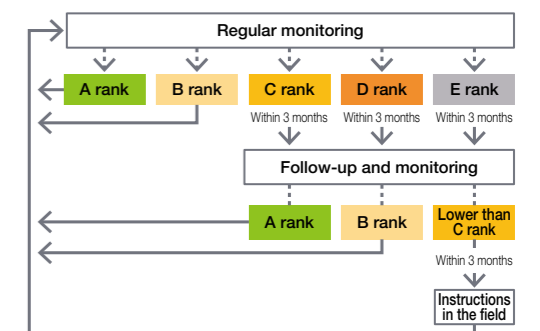 Regular monitoring
A rank
B rank
C rank
D rank
E rank
Within 3 months
Within 3 months
Within 3 months
Follow-up and monitoring
A rank
B rank
Lower than
C rank
Within 3 months
Instructions
in the field